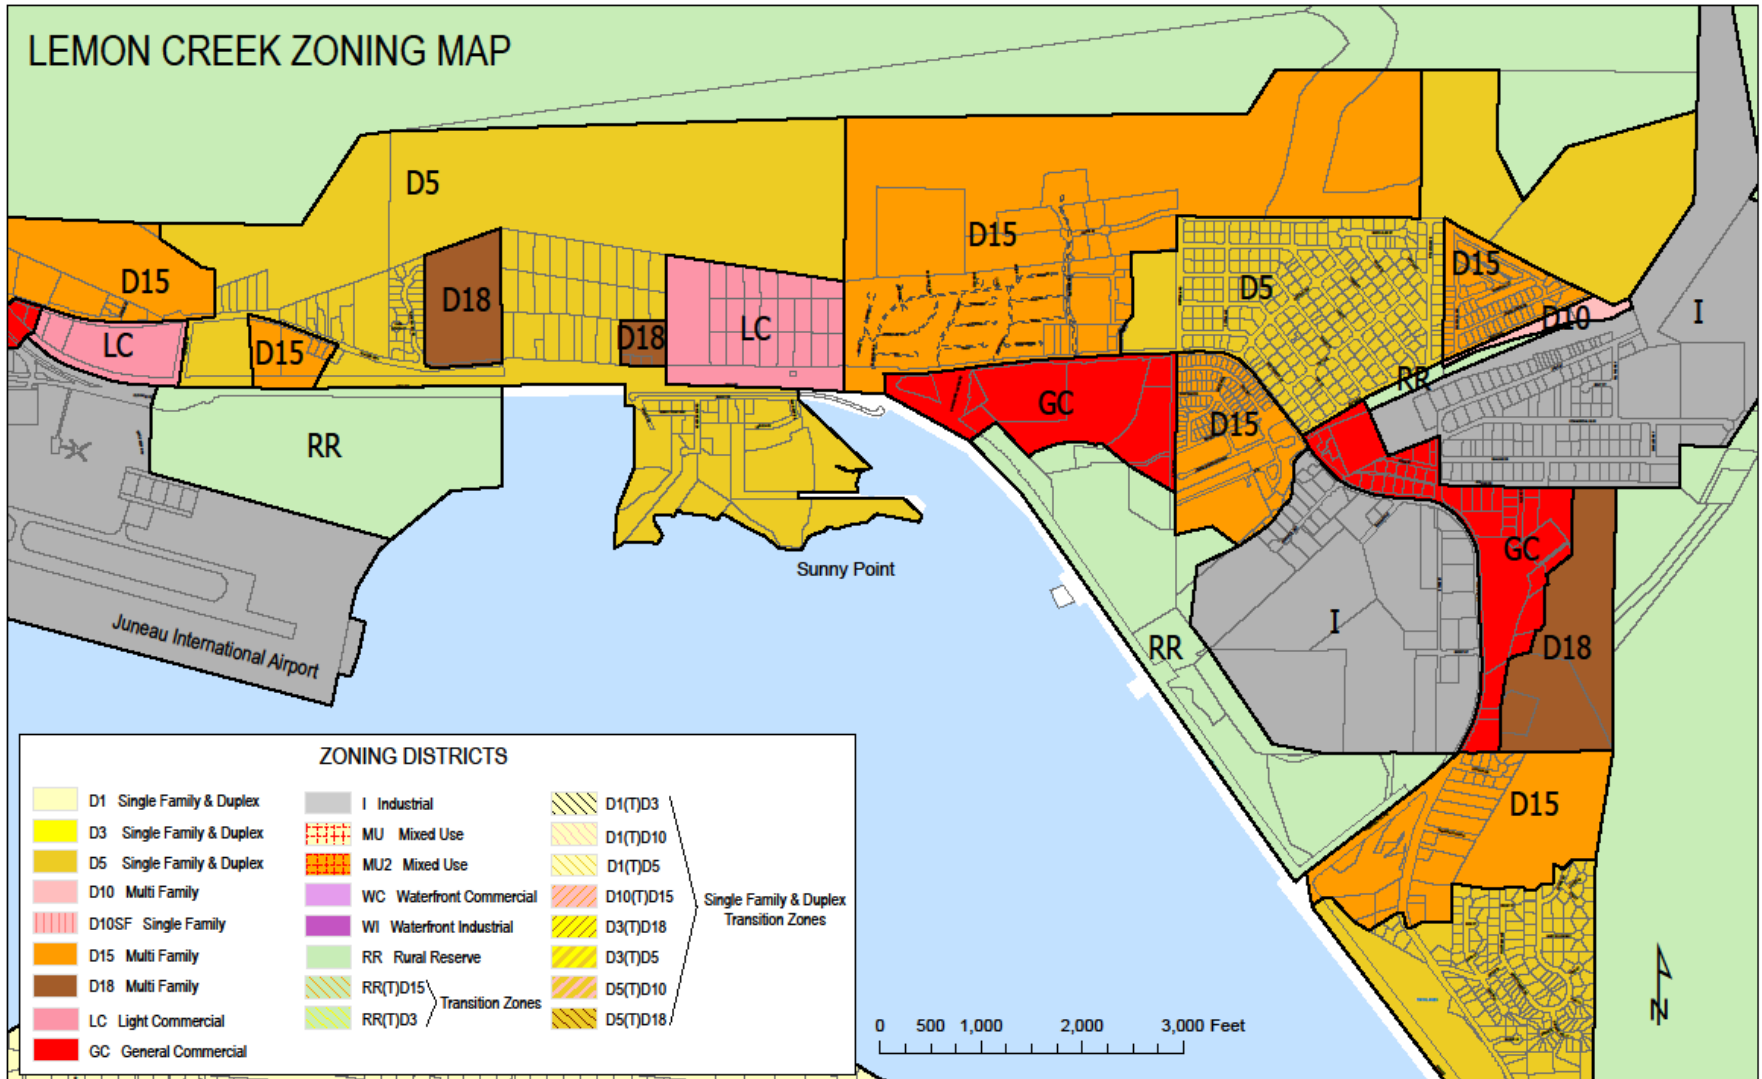 LEMON CREEK ZONING MAP
D5
D15
D15
D5
D15
D18
D10
I
LC
D15
D18
LC
RR
GC
D15
RR
GC
Sunny Point
I
RR
D18
Juneau International Airport
D15
ZONING DISTRICTS
D1 Single Family & Duplex
D3 Single Family & Duplex
D5 Single Family & Duplex
D10 Multi Family
D10SF Single Family
D15 Multi Family
D18 Multi Family
LC Light Commercial
GC General Commercial
I Industrial
MU Mixed Use
MU2 Mixed Use
WC Waterfront Commercial
WI Waterfront Industrial
RR Rural Reserve
RR(T)D15
RR(T)D3
Transition Zones
D1(T)D3
D1(T)D10
D1(T)D5
D10(T)D15
D3(T)D18
D3(T)D5
D5(T)D10
D5(T)D18
Single Family & Duplex
Transition Zones
0 500 1,000 2,000 3,000 Feet
N